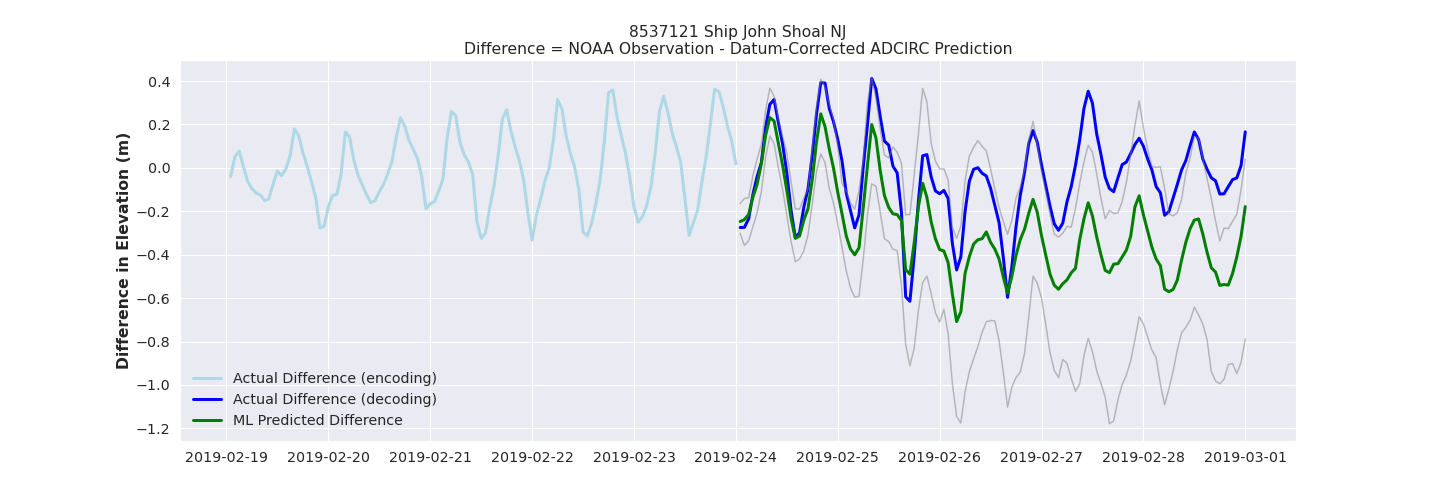 8537121 Ship John Shoal NJ
Difference = NOAA Observation - Datum-Corrected ADCIRC Prediction
Difference in Elevation (m)
0.4
0.2
0.0
−0.2
−0.4
−0.6
−0.8
−1.0
−1.2
Actual Difference (encoding)
Actual Difference (decoding)
ML Predicted Difference
2019-02-19 2019-02-20 2019-02-21 2019-02-22 2019-02-23 2019-02-24 2019-02-25 2019-02-26 2019-02-27 2019-02-28 2019-03-01